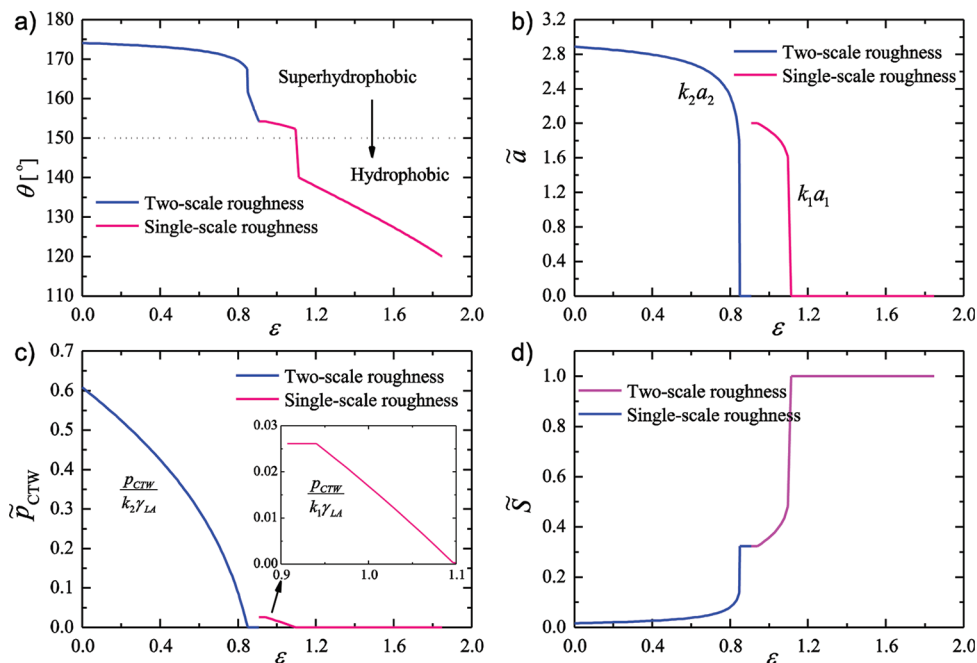 a)
180
170
160
150
140
130
120
110
θ[°]
Superhydrophobic
Hydrophobic
Two-scale roughness
Single-scale roughness
0.0 0.4 0.8 1.2 1.6 2.0
ε
b)
3.2
2.8
2.4
2.0
1.6
1.2
0.8
0.4
0.0
ã
Two-scale roughness
Single-scale roughness
k₂a₂
k₁a₁
0.0 0.4 0.8 1.2 1.6 2.0
ε
c)
0.7
0.6
0.5
0.4
0.3
0.2
0.1
0.0
p̃CTW
Two-scale roughness
Single-scale roughness
pCTW
k₂γLA
0.03
0.02
0.01
0.00
pCTW
k₁γLA
0.9 1.0 1.1
0.0 0.4 0.8 1.2 1.6 2.0
ε
d)
1.0
0.8
0.6
0.4
0.2
0.0
S̃
Two-scale roughness
Single-scale roughness
0.0 0.4 0.8 1.2 1.6 2.0
ε